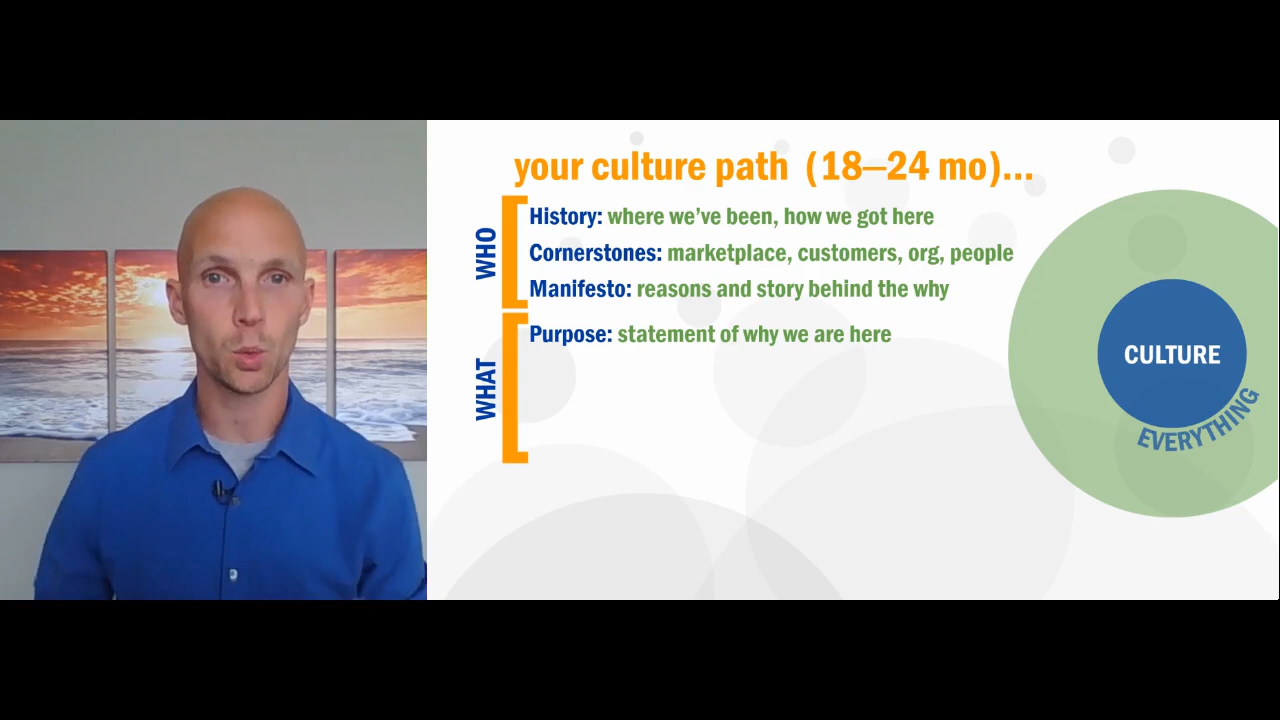 your culture path (18–24 mo)...
WHO
History: where we’ve been, how we got here
Cornerstones: marketplace, customers, org, people
Manifesto: reasons and story behind the why
WHAT
Purpose: statement of why we are here
CULTURE
EVERYTHING